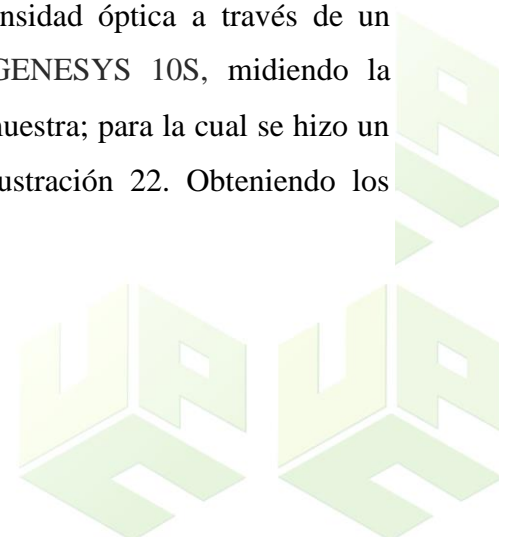 nsidad óptica a través de un
GENESYS 10S, midiendo la
nuestra; para la cual se hizo un
ustración 22. Obteniendo los